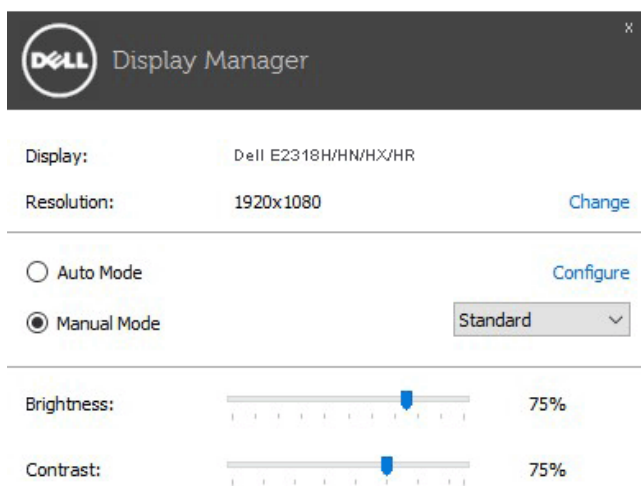 X
DELL Display Manager
Display: Dell E2318H/HN/HX/HR
Resolution: 1920x1080 Change
Auto Mode Configure
Manual Mode Standard
Brightness: 75%
Contrast: 75%